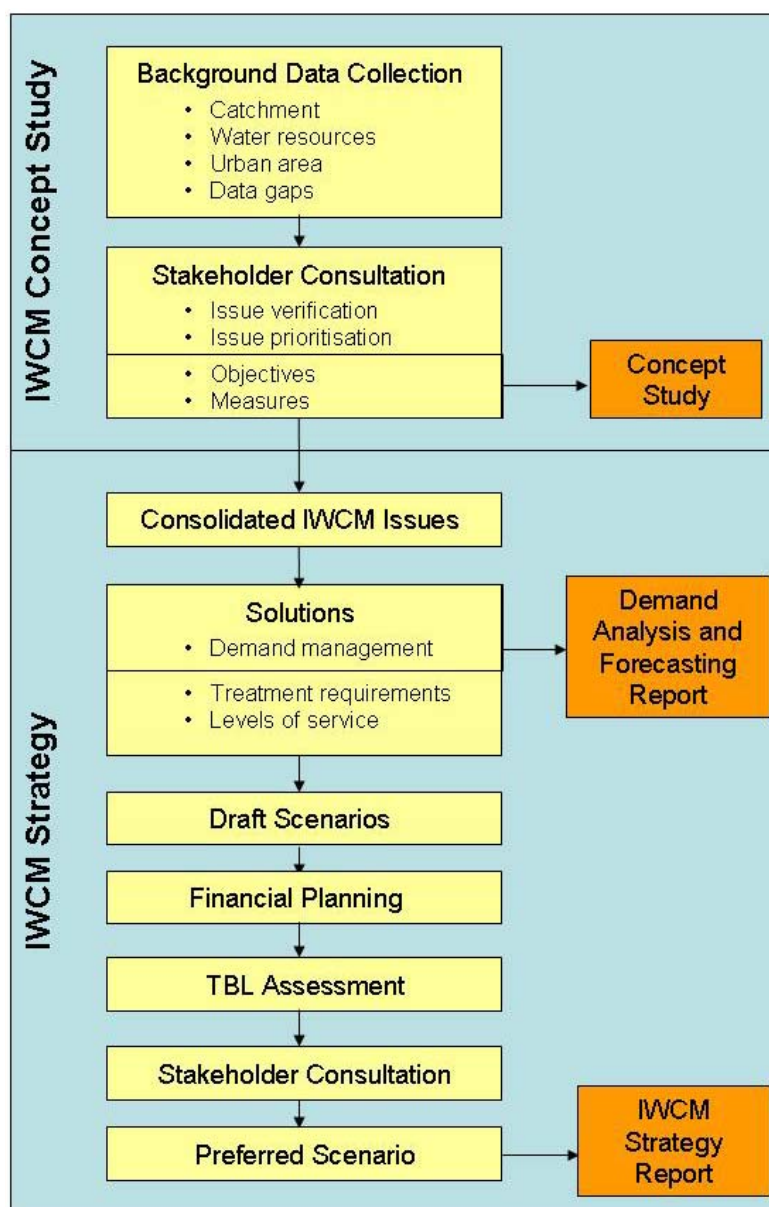 IWCM Concept Study
Background Data Collection
• Catchment
• Water resources
• Urban area
• Data gaps
Stakeholder Consultation
• Issue verification
• Issue prioritisation
• Objectives
• Measures
Concept
Study
IWCM Strategy
Consolidated IWCM Issues
Solutions
• Demand management
• Treatment requirements
• Levels of service
Demand
Analysis and
Forecasting
Report
Draft Scenarios
Financial Planning
TBL Assessment
Stakeholder Consultation
Preferred Scenario
IWCM
Strategy
Report